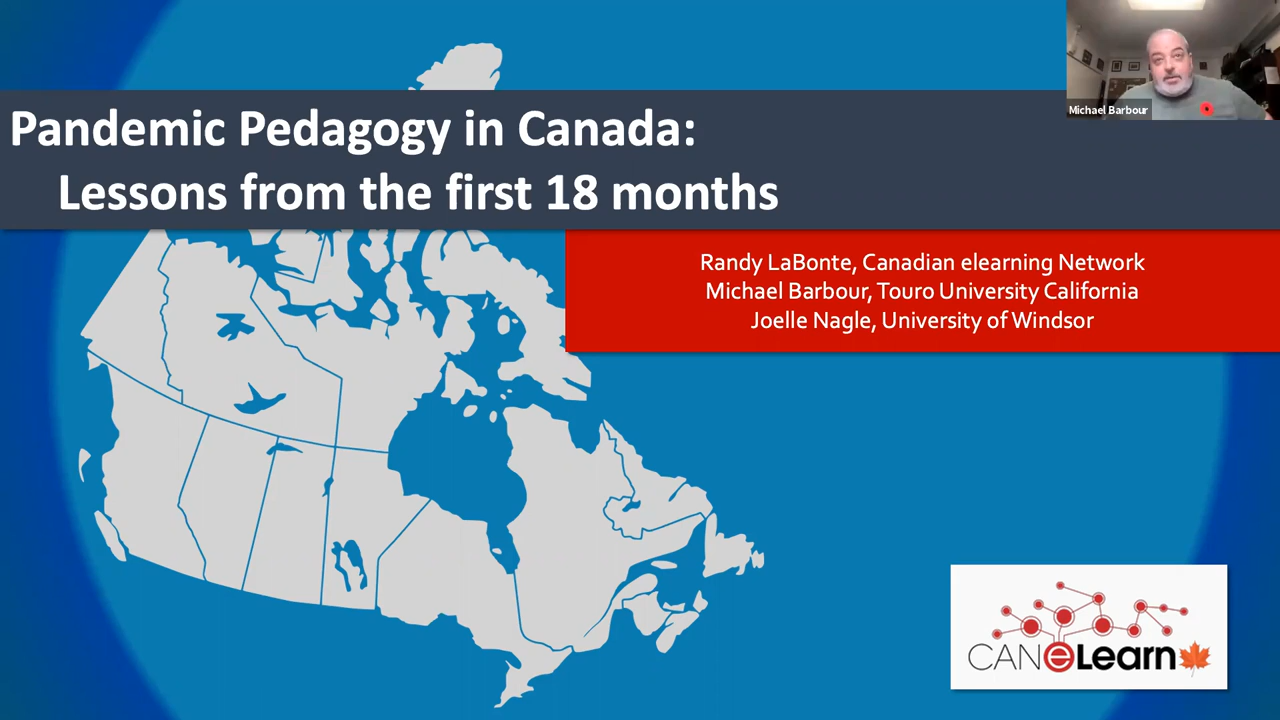 Michael Barbour
Pandemic Pedagogy in Canada:
Lessons from the first 18 months
Randy LaBonte, Canadian elearning Network
Michael Barbour, Touro University California
Joelle Nagle, University of Windsor
CANeLearn